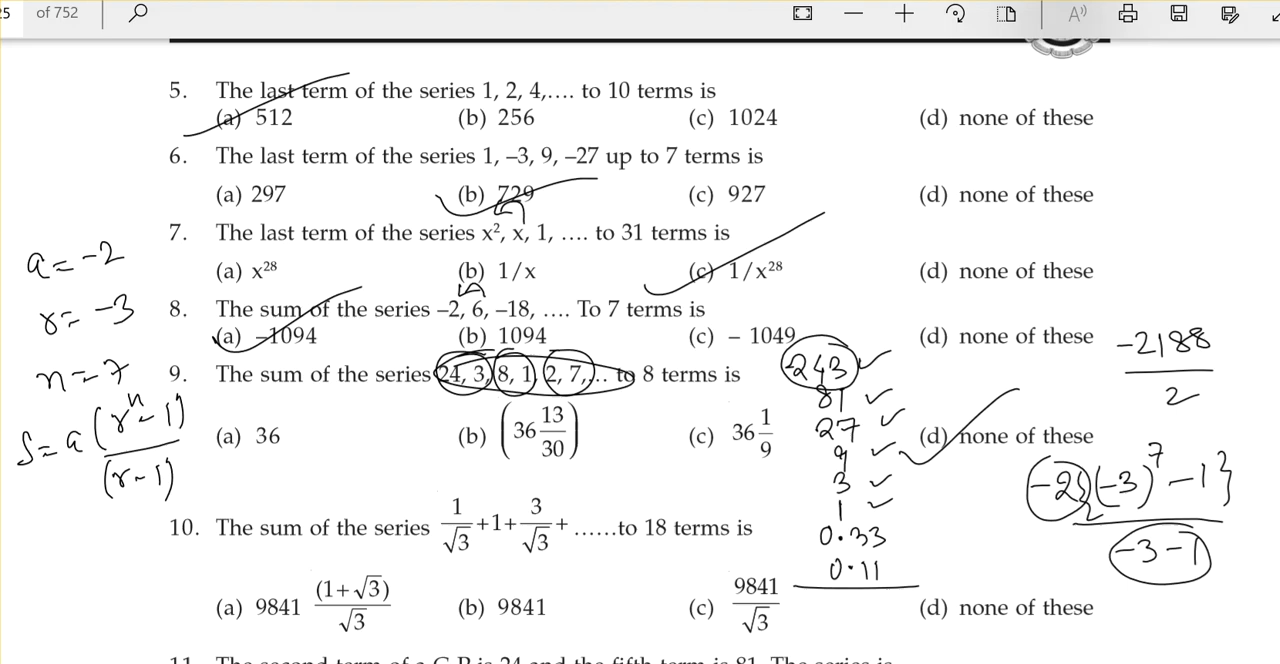 5 of 752
5. The last term of the series 1, 2, 4,.... to 10 terms is
(a) 512 (b) 256 (c) 1024 (d) none of these
6. The last term of the series 1, –3, 9, –27 up to 7 terms is
(a) 297 (b) 729 (c) 927 (d) none of these
7. The last term of the series x², x, 1, .... to 31 terms is
(a) x²⁸ (b) 1/x (c) 1/x²⁸ (d) none of these
8. The sum of the series –2, 6, –18, .... To 7 terms is
(a) –1094 (b) 1094 (c) – 1049 (d) none of these
9. The sum of the series 24, 3, 8, 1, 2, 7,... to 8 terms is
(a) 36 (b) (36 13/30) (c) 36 1/9 (d) none of these
10. The sum of the series 1/√3 +1+ 3/√3 + ......to 18 terms is
(a) 9841 (1+√3)/√3 (b) 9841 (c) 9841/√3 (d) none of these
a = -2
r = -3
n = 7
S = a (rⁿ - 1)
(r - 1)
243
81
27
9
3
1
0.33
0.11
-2188
2
-2{(-3)⁷ - 1}
-3 - 1